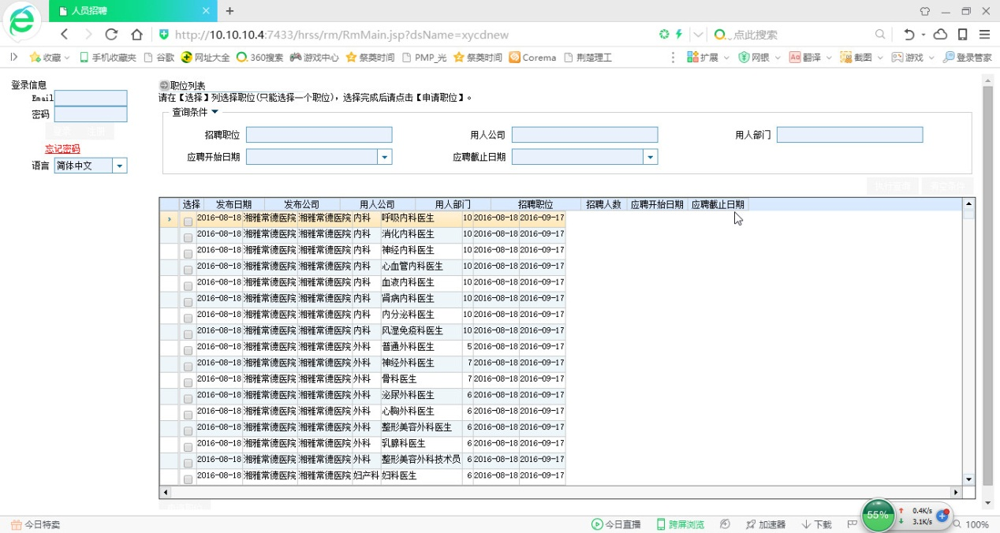 人员招聘
http://10.10.10.4:7433/hrss/rm/RmMain.jsp?dsName=xycdnew
点此搜索
收藏 手机收藏夹 谷歌 网址大全 360搜索 游戏中心 祭葵时间 PMP_光 祭葵时间 Corema 荆楚理工 扩展 网银 翻译 截图 游戏 登录管家
登录信息
Email
密码
忘记密码
语言 简体中文
职位列表
请在【选择】列选择职位(只能选择一个职位),选择完成后请点击【申请职位】。
查询条件
招聘职位 用人公司 用人部门
应聘开始日期 应聘截止日期
选择 发布日期 发布公司 用人公司 用人部门 招聘职位 招聘人数 应聘开始日期 应聘截止日期
2016-08-18 湘雅常德医院 湘雅常德医院 内科 呼吸内科医生 10 2016-08-18 2016-09-17
2016-08-18 湘雅常德医院 湘雅常德医院 内科 消化内科医生 10 2016-08-18 2016-09-17
2016-08-18 湘雅常德医院 湘雅常德医院 内科 神经内科医生 10 2016-08-18 2016-09-17
2016-08-18 湘雅常德医院 湘雅常德医院 内科 心血管内科医生 10 2016-08-18 2016-09-17
2016-08-18 湘雅常德医院 湘雅常德医院 内科 血液内科医生 10 2016-08-18 2016-09-17
2016-08-18 湘雅常德医院 湘雅常德医院 内科 肾病内科医生 10 2016-08-18 2016-09-17
2016-08-18 湘雅常德医院 湘雅常德医院 内科 内分泌科医生 10 2016-08-18 2016-09-17
2016-08-18 湘雅常德医院 湘雅常德医院 内科 风湿免疫科医生 10 2016-08-18 2016-09-17
2016-08-18 湘雅常德医院 湘雅常德医院 外科 普通外科医生 5 2016-08-18 2016-09-17
2016-08-18 湘雅常德医院 湘雅常德医院 外科 神经外科医生 7 2016-08-18 2016-09-17
2016-08-18 湘雅常德医院 湘雅常德医院 外科 骨科医生 7 2016-08-18 2016-09-17
2016-08-18 湘雅常德医院 湘雅常德医院 外科 泌尿外科医生 6 2016-08-18 2016-09-17
2016-08-18 湘雅常德医院 湘雅常德医院 外科 心胸外科医生 6 2016-08-18 2016-09-17
2016-08-18 湘雅常德医院 湘雅常德医院 外科 整形美容外科医生 6 2016-08-18 2016-09-17
2016-08-18 湘雅常德医院 湘雅常德医院 外科 乳腺科医生 6 2016-08-18 2016-09-17
2016-08-18 湘雅常德医院 湘雅常德医院 外科 整形美容外科技术员 6 2016-08-18 2016-09-17
2016-08-18 湘雅常德医院 湘雅常德医院 妇产科 妇科医生 6 2016-08-18 2016-09-17
今日特卖 今日直播 跨屏浏览 加速器 下载 55% 0.4K/s 3.1K/s 100%